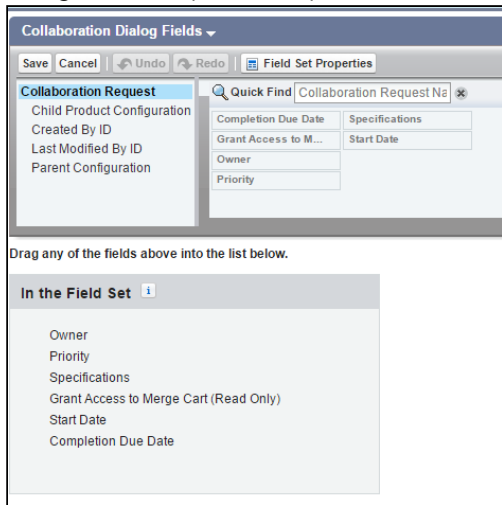 Collaboration Dialog Fields
Save Cancel Undo Redo Field Set Properties
Collaboration Request
Child Product Configuration
Created By ID
Last Modified By ID
Parent Configuration
Quick Find Collaboration Request Na
Completion Due Date Specifications
Grant Access to M... Start Date
Owner
Priority
Drag any of the fields above into the list below.
In the Field Set i
Owner
Priority
Specifications
Grant Access to Merge Cart (Read Only)
Start Date
Completion Due Date